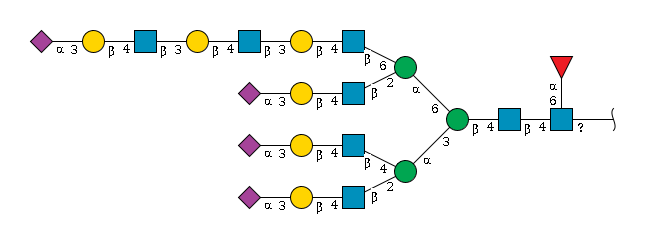 α 3 β 4 β 3 β 4 β 3 β 4 β 6
α 3 β 4 β 2 α 6
α 6
β 4 β 4 ?
α 3 β 4 β 4 α 3
α 3 β 4 β 2